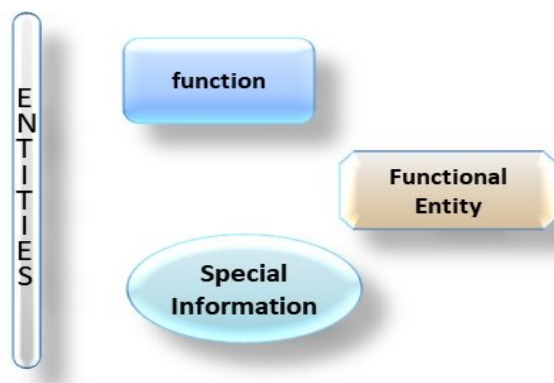 ENTITIES
function
Functional
Entity
Special
Information